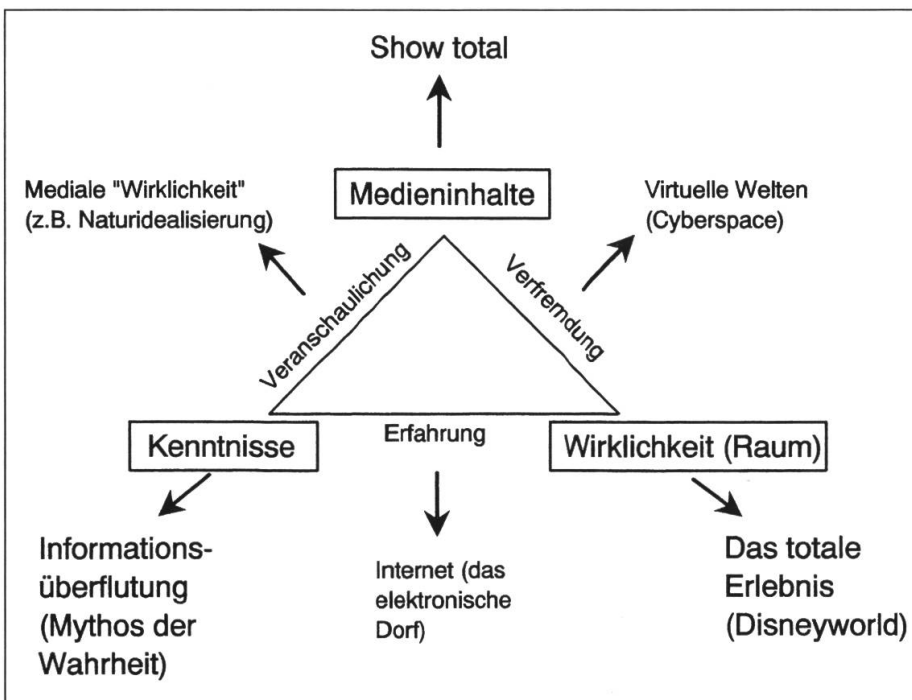 Show total
Medieninhalte
Mediale "Wirklichkeit"
(z.B. Naturidealisierung)
Virtuelle Welten
(Cyberspace)
Veranschaulichung
Verfremdung
Kenntnisse
Erfahrung
Wirklichkeit (Raum)
Informations-
überflutung
(Mythos der
Wahrheit)
Internet (das
elektronische
Dorf)
Das totale
Erlebnis
(Disneyworld)